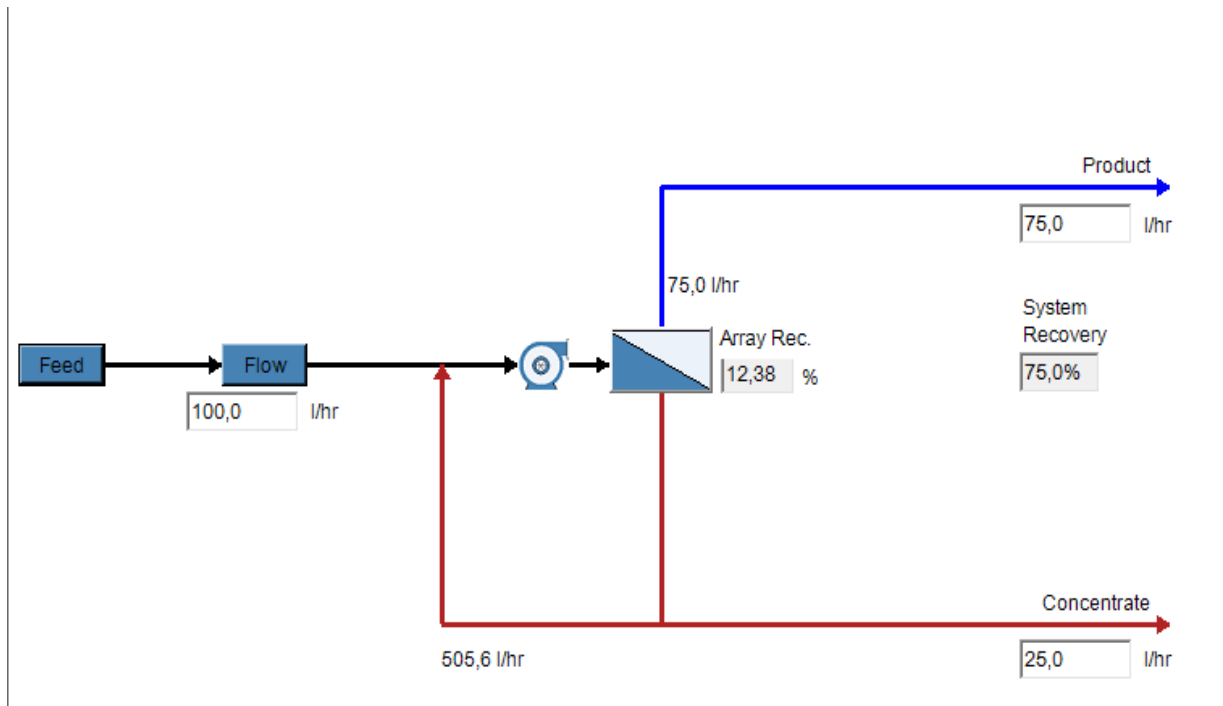 Product
75,0 l/hr
75,0 l/hr
System
Recovery
75,0%
Array Rec.
12,38 %
Feed
Flow
100,0 l/hr
Concentrate
505,6 l/hr
25,0 l/hr